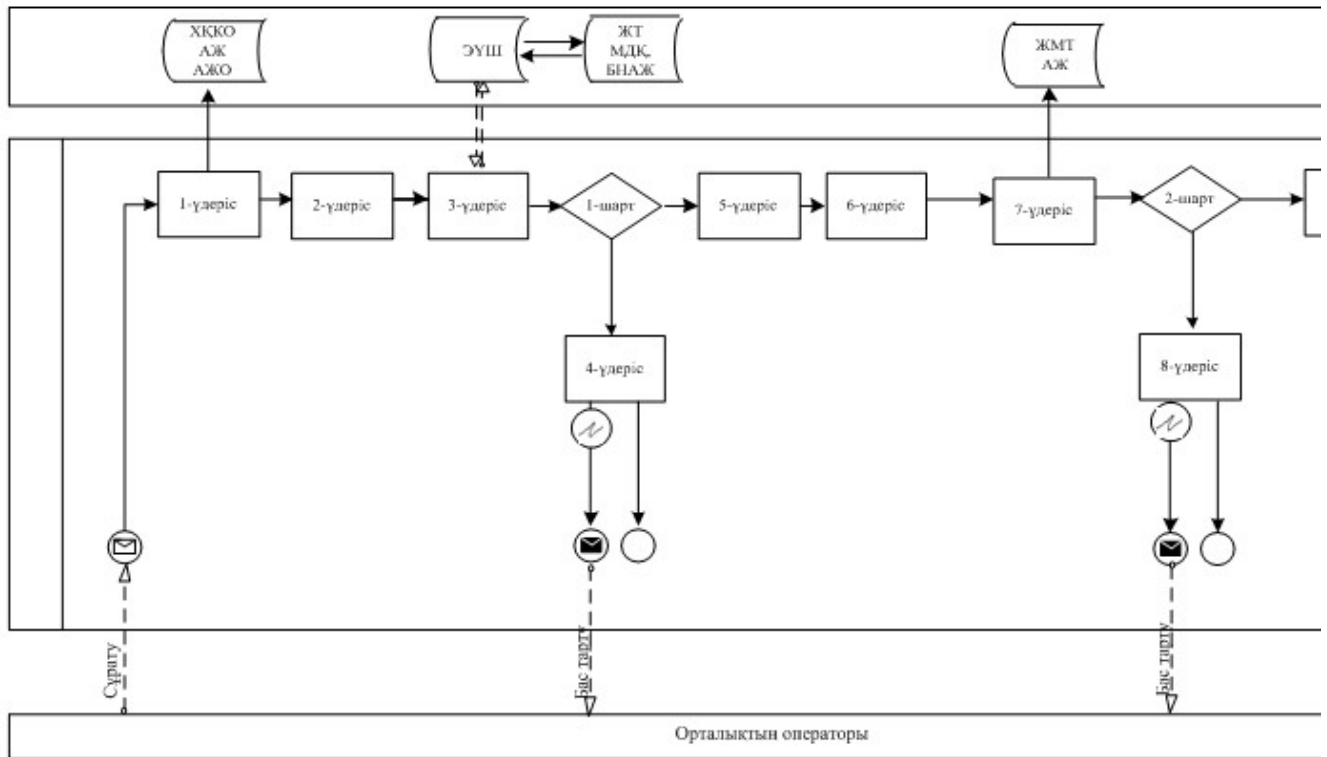 ХҚКО
АЖ
АЖО
ЭҮШ
ЖТ
МДҚ,
БНАЖ
ЖМТ
АЖ
1-үдеріс
2-үдеріс
3-үдеріс
1-шарт
5-үдеріс
6-үдеріс
7-үдеріс
2-шарт
4-үдеріс
8-үдеріс
Сұрату
Бас тарту
Бас тарту
Орталықтын операторы